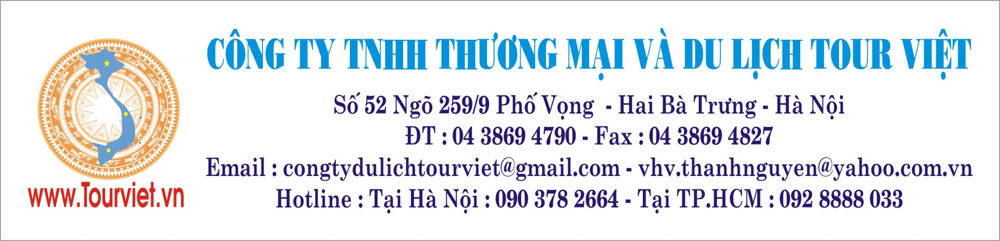 CÔNG TY TNHH THƯƠNG MẠI VÀ DU LỊCH TOUR VIỆT
Số 52 Ngõ 259/9 Phố Vọng - Hai Bà Trưng - Hà Nội
ĐT : 04 3869 4790 - Fax : 04 3869 4827
Email : congtydulichtourviet@gmail.com - vhv.thanhnguyen@yahoo.com.vn
Hotline : Tại Hà Nội : 090 378 2664 - Tại TP.HCM : 092 8888 033
www.Tourviet.vn